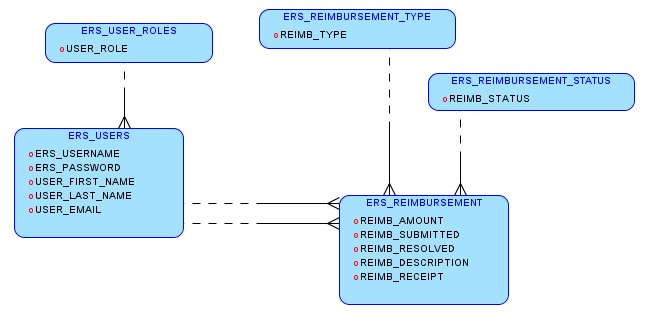 ERS_USER_ROLES
USER_ROLE
ERS_REIMBURSEMENT_TYPE
REIMB_TYPE
ERS_REIMBURSEMENT_STATUS
REIMB_STATUS
ERS_USERS
ERS_USERNAME
ERS_PASSWORD
USER_FIRST_NAME
USER_LAST_NAME
USER_EMAIL
ERS_REIMBURSEMENT
REIMB_AMOUNT
REIMB_SUBMITTED
REIMB_RESOLVED
REIMB_DESCRIPTION
REIMB_RECEIPT